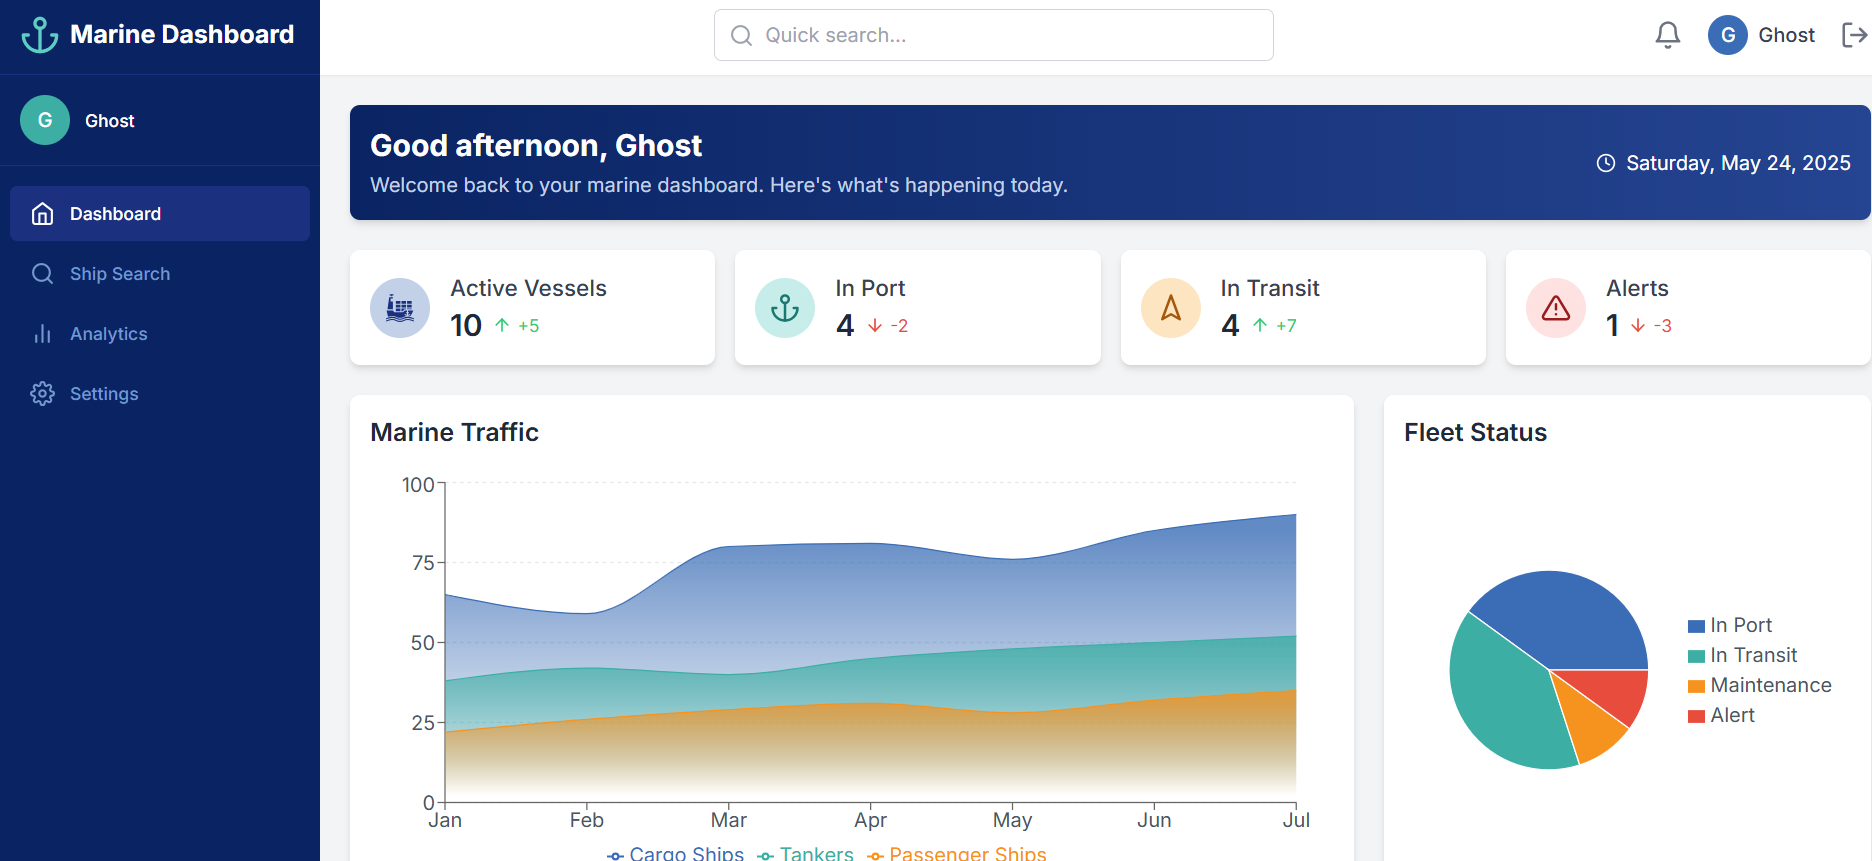 Marine Dashboard
Quick search...
G Ghost
G Ghost
Dashboard
Ship Search
Analytics
Settings
Good afternoon, Ghost
Welcome back to your marine dashboard. Here's what's happening today.
Saturday, May 24, 2025
Active Vessels
10 +5
In Port
4 -2
In Transit
4 +7
Alerts
1 -3
Marine Traffic
100
75
50
25
0
Jan Feb Mar Apr May Jun Jul
Cargo Ships Tankers Passenger Ships
Fleet Status
In Port
In Transit
Maintenance
Alert